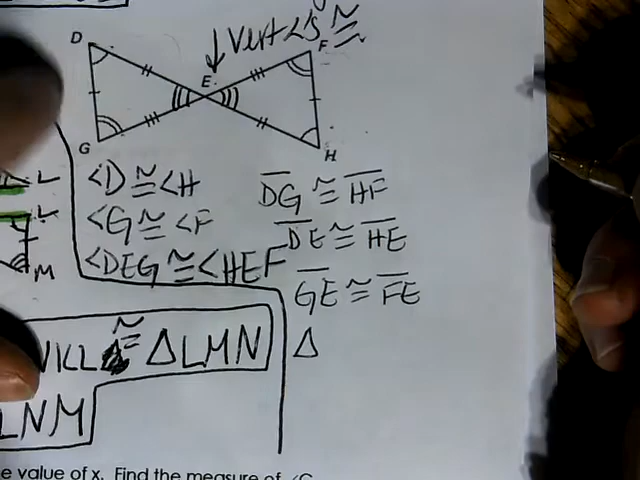 Vert <'s ≅
D
F
E
G
H
<D ≅ <H
DG ≅ HF
<G ≅ <F
DE ≅ HE
L
L
<DEG ≅ <HEF
M
GE ≅ FE
≅ ΔLMN
Δ
LNM
e value of x. Find the measure of